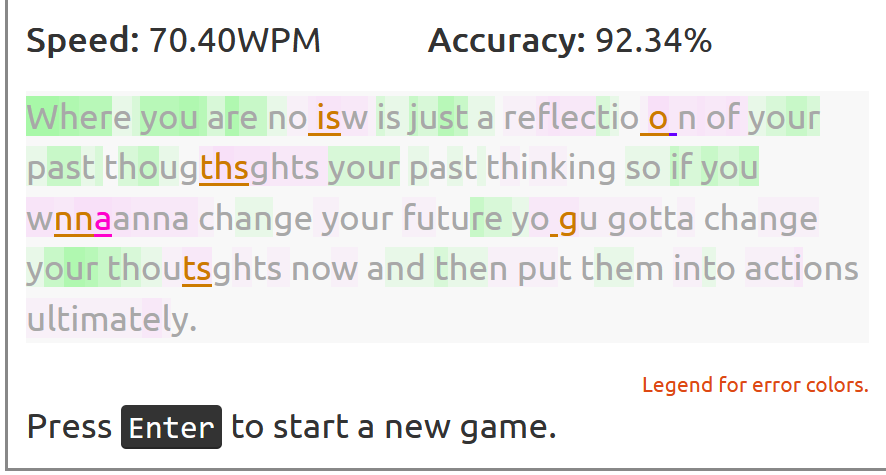 Speed: 70.40WPM Accuracy: 92.34%
Where you are no isw is just a reflectio o n of your
past thougthsghts your past thinking so if you
wnnaanna change your future yo gu gotta change
your thoutsghts now and then put them into actions
ultimately.
Legend for error colors.
Press Enter to start a new game.